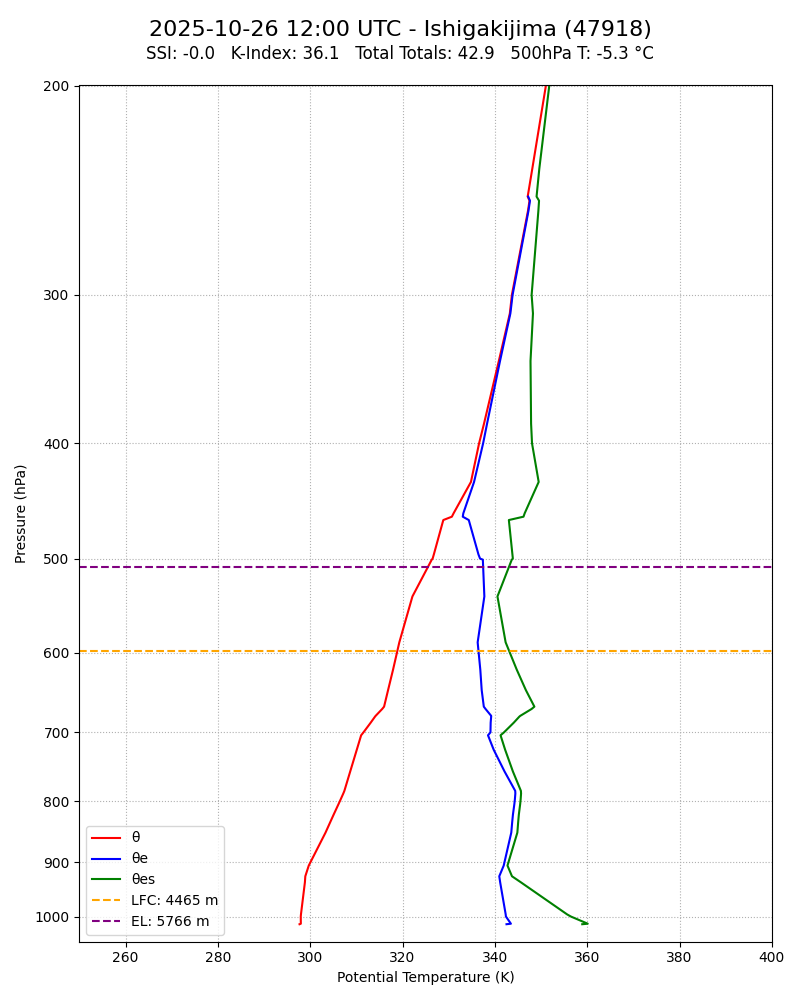 2025-10-26 12:00 UTC - Ishigakijima (47918)
SSI: -0.0   K-Index: 36.1   Total Totals: 42.9   500hPa T: -5.3 °C
200
300
400
500
600
700
800
900
1000
Pressure (hPa)
θ
θe
θes
LFC: 4465 m
EL: 5766 m
260 280 300 320 340 360 380 400
Potential Temperature (K)